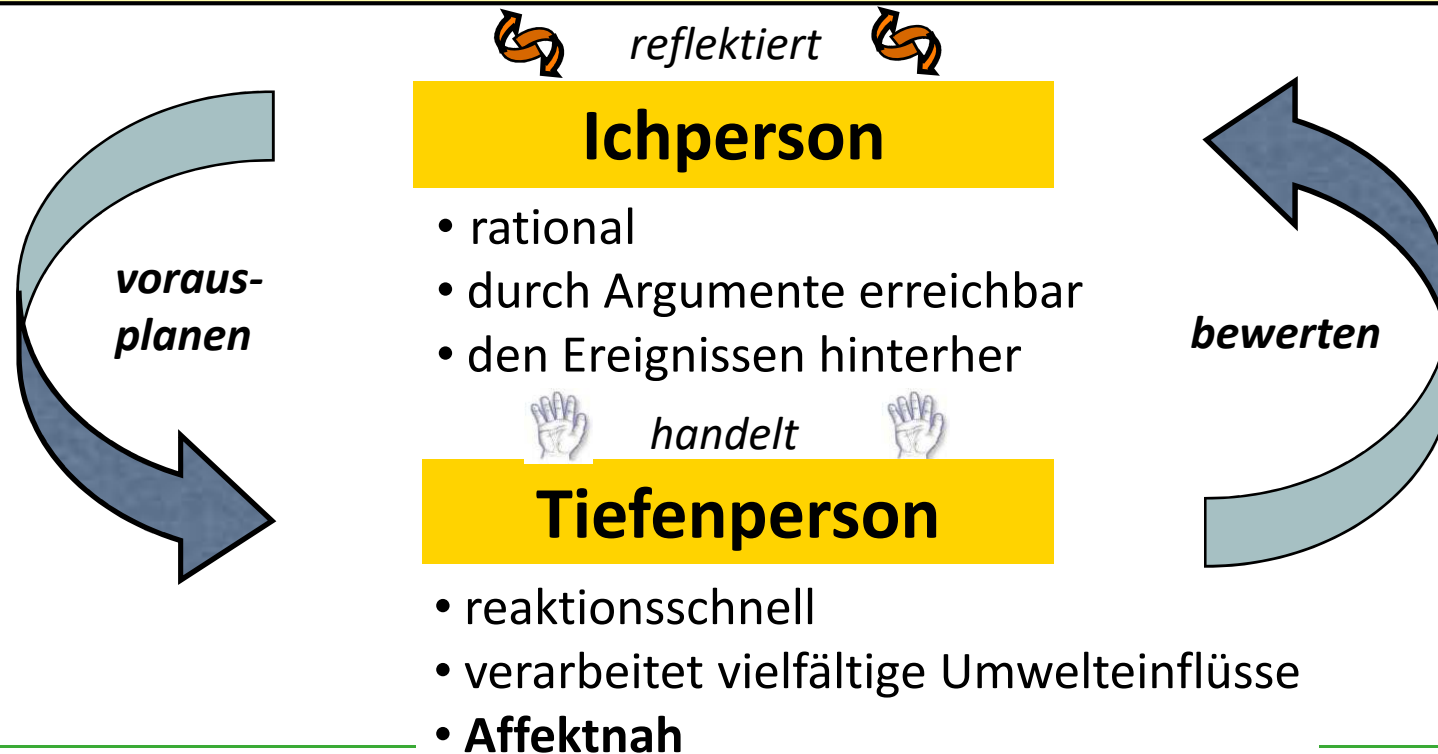 reflektiert
Ichperson
• rational
• durch Argumente erreichbar
• den Ereignissen hinterher
voraus-
planen
bewerten
handelt
Tiefenperson
• reaktionsschnell
• verarbeitet vielfältige Umwelteinflüsse
• Affektnah